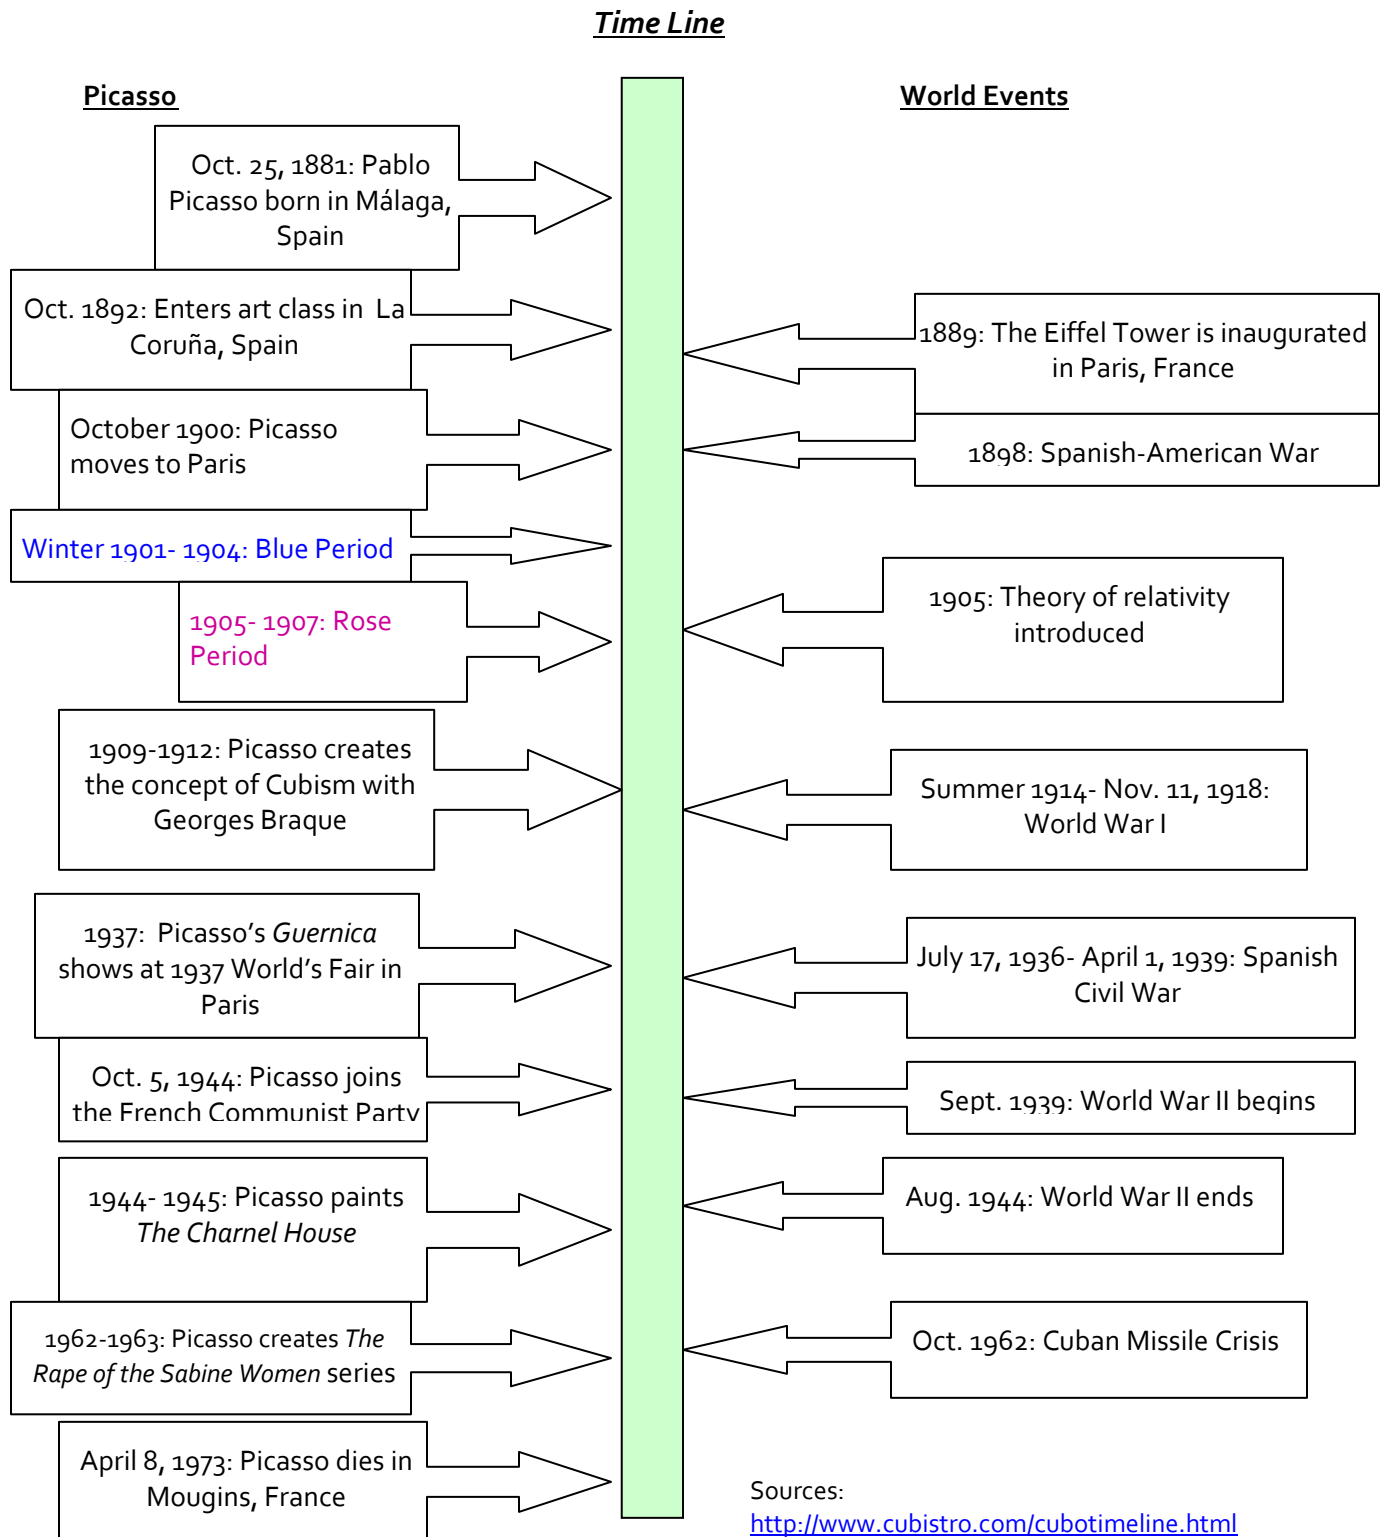 Time Line
Picasso
World Events
Oct. 25, 1881: Pablo
Picasso born in Málaga,
Spain
Oct. 1892: Enters art class in  La
Coruña, Spain
1889: The Eiffel Tower is inaugurated
in Paris, France
October 1900: Picasso
moves to Paris
1898: Spanish-American War
Winter 1901- 1904: Blue Period
1905- 1907: Rose
Period
1905: Theory of relativity
introduced
1909-1912: Picasso creates
the concept of Cubism with
Georges Braque
Summer 1914- Nov. 11, 1918:
World War I
1937:  Picasso’s Guernica
shows at 1937 World’s Fair in
Paris
July 17, 1936- April 1, 1939: Spanish
Civil War
Oct. 5, 1944: Picasso joins
the French Communist Party
Sept. 1939: World War II begins
1944- 1945: Picasso paints
The Charnel House
Aug. 1944: World War II ends
1962-1963: Picasso creates The
Rape of the Sabine Women series
Oct. 1962: Cuban Missile Crisis
April 8, 1973: Picasso dies in
Mougins, France
Sources:
http://www.cubistro.com/cubotimeline.html